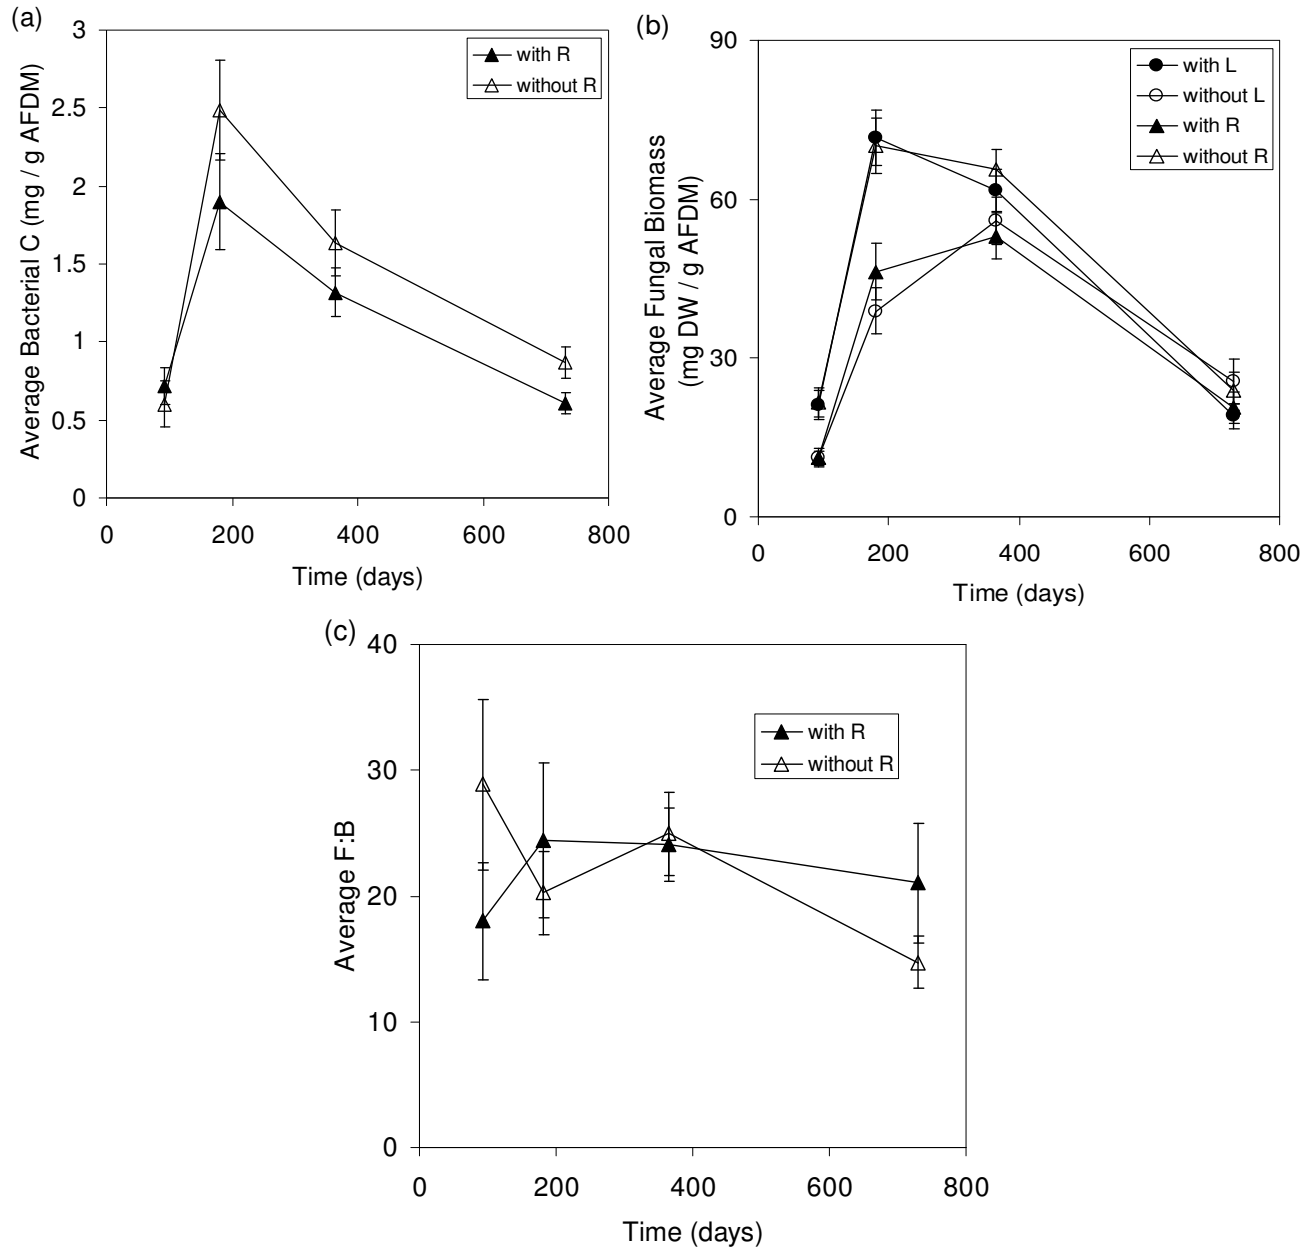 (a)
3
2.5
2
1.5
1
0.5
0
Average Bacterial C (mg / g AFDM)
with R
without R
0 200 400 600 800
Time (days)
(b)
90
60
30
0
Average Fungal Biomass
(mg DW / g AFDM)
with L
without L
with R
without R
0 200 400 600 800
Time (days)
(c)
40
30
20
10
0
Average F:B
with R
without R
0 200 400 600 800
Time (days)